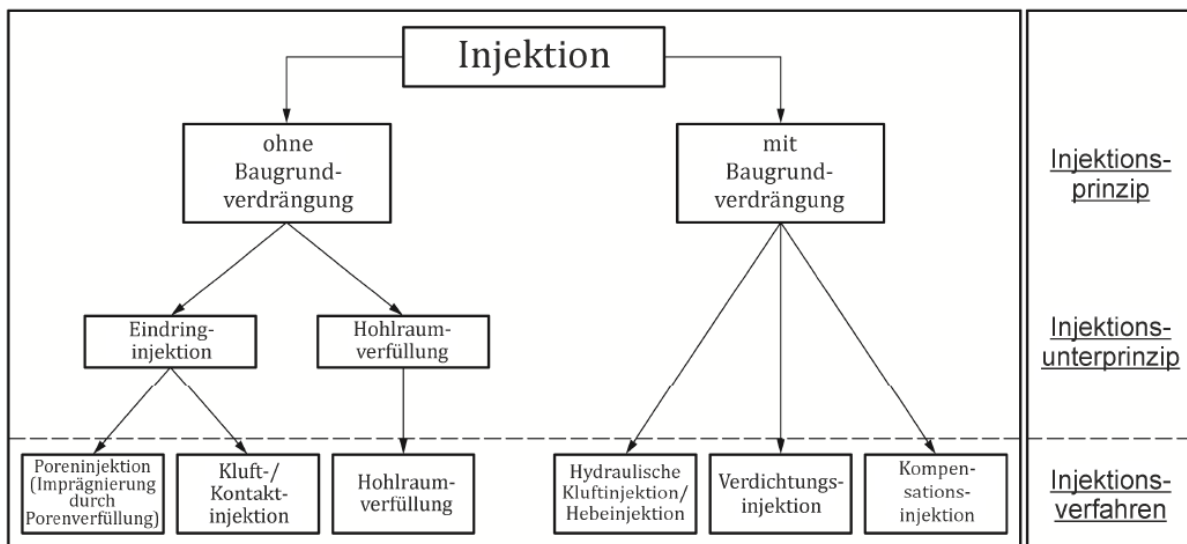 Injektion
ohne
Baugrund-
verdrängung
mit
Baugrund-
verdrängung
Injektions-
prinzip
Eindring-
injektion
Hohlraum-
verfüllung
Injektions-
unterprinzip
Poreninjektion
(Imprägnierung
durch
Porenverfüllung)
Kluft-/
Kontakt-
injektion
Hohlraum-
verfüllung
Hydraulische
Kluftinjektion/
Hebeinjektion
Verdichtungs-
injektion
Kompen-
sations-
injektion
Injektions-
verfahren